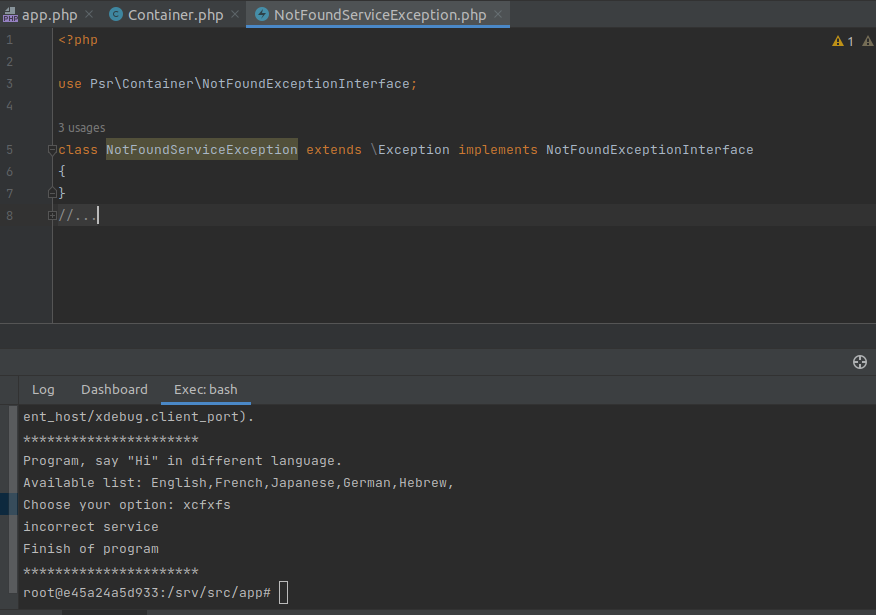 PHP app.php × C Container.php × NotFoundServiceException.php ×
1 <?php
1
2
3 use Psr\Container\NotFoundExceptionInterface;
4
3 usages
5 class NotFoundServiceException extends \Exception implements NotFoundExceptionInterface
6 {
7 }
8 //...
Log Dashboard Exec: bash
ent_host/xdebug.client_port).
**********************
Program, say "Hi" in different language.
Available list: English,French,Japanese,German,Hebrew,
Choose your option: xcfxfs
incorrect service
Finish of program
**********************
root@e45a24a5d933:/srv/src/app#